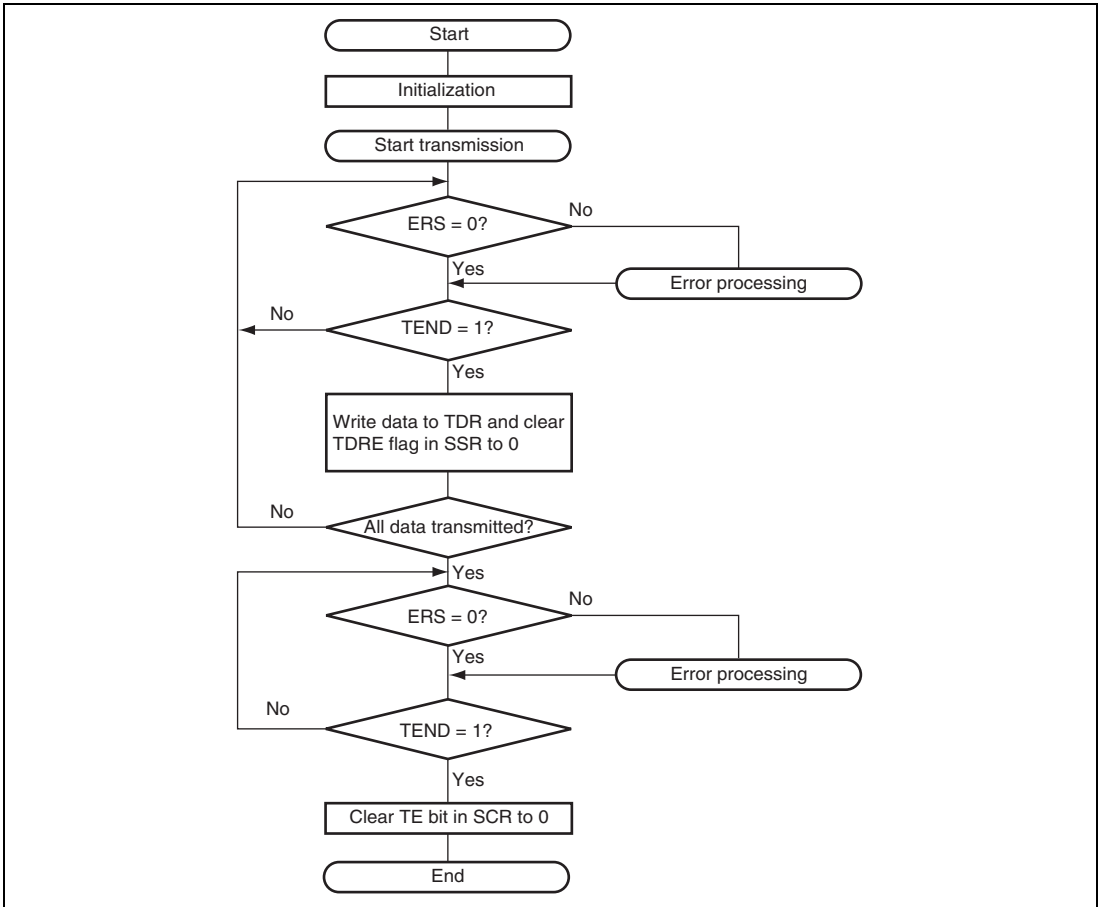 Start
Initialization
Start transmission
ERS = 0?
No
Yes
Error processing
No
TEND = 1?
Yes
Write data to TDR and clear
TDRE flag in SSR to 0
No
All data transmitted?
Yes
ERS = 0?
No
Yes
Error processing
No
TEND = 1?
Yes
Clear TE bit in SCR to 0
End